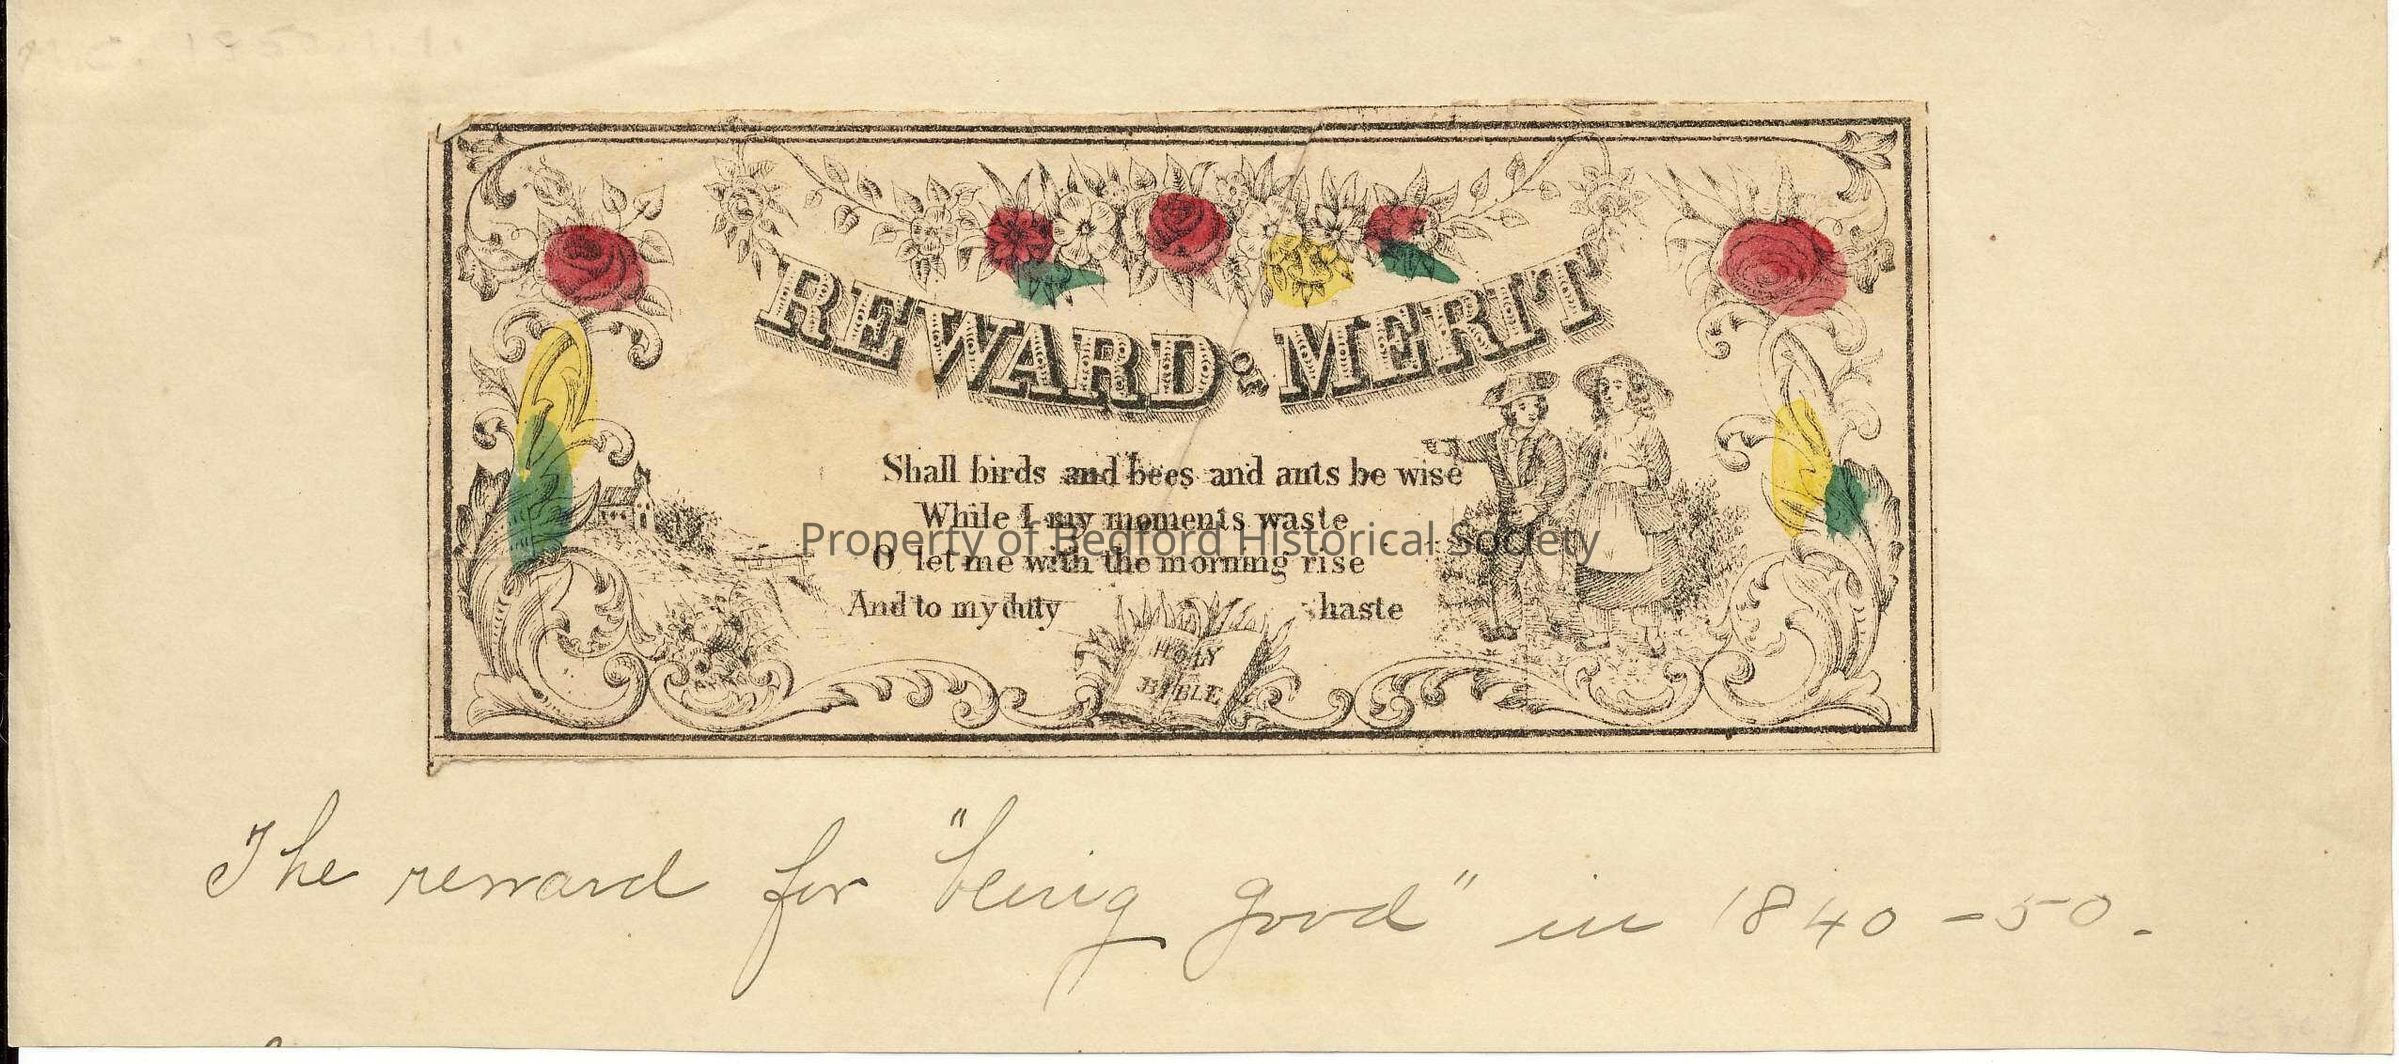 REWARD OF MERIT
Shall birds and bees and ants be wise
While I my moments waste
O let me with the morning rise
And to my duty haste
HOLY
BIBLE
Property of Bedford Historical Society
The reward for "being good" in 1840-50.